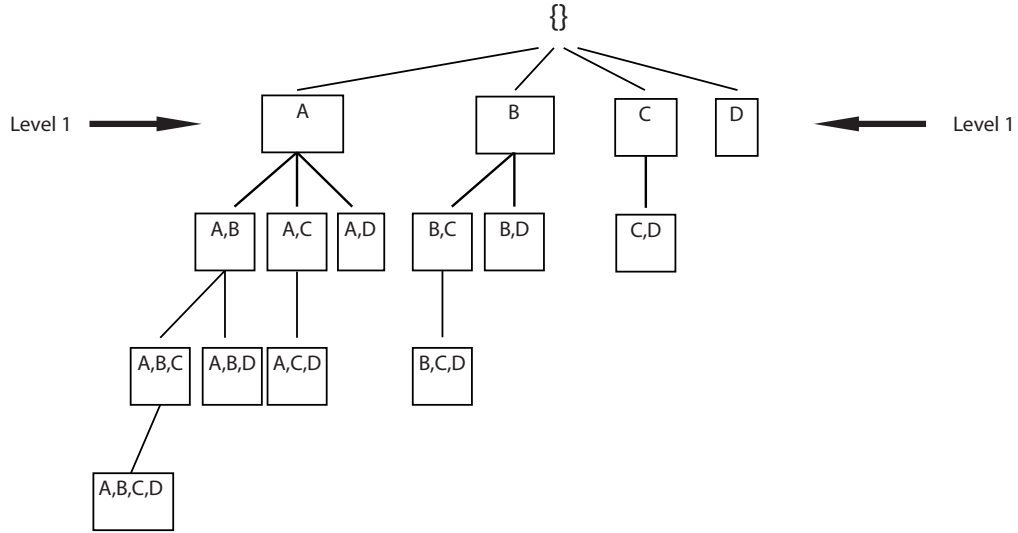 {}
Level 1
A
B
C
D
Level 1
A,B
A,C
A,D
B,C
B,D
C,D
A,B,C
A,B,D
A,C,D
B,C,D
A,B,C,D